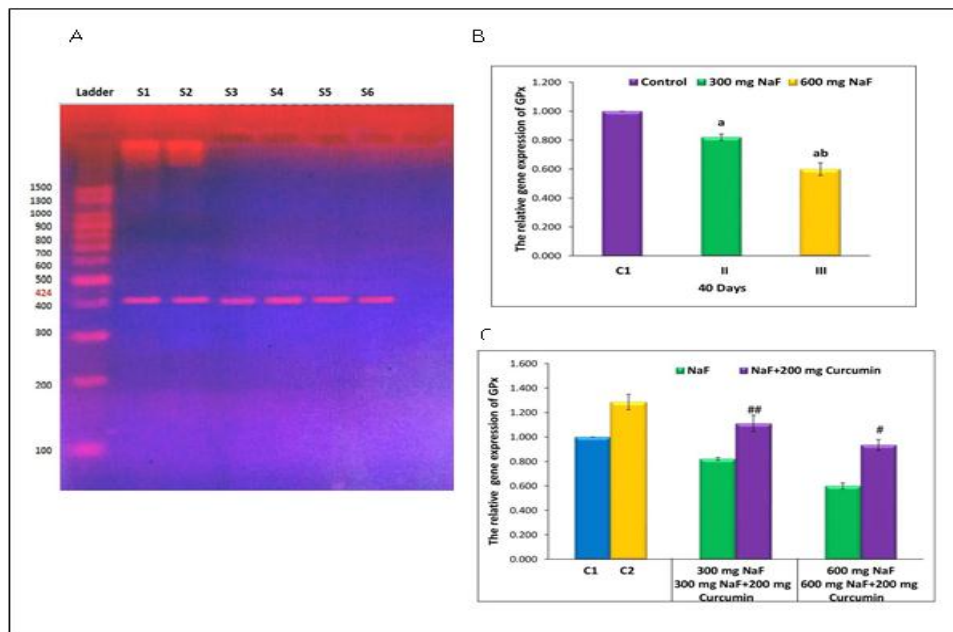 A
Ladder S1 S2 S3 S4 S5 S6
1500
1300
1000
900
800
700
600
500
424
400
300
200
100
B
Control 300 mg NaF 600 mg NaF
The relative gene expression of GPx
1.200
1.000
0.800
0.600
0.400
0.200
0.000
a
ab
C1 II III
40 Days
C
NaF NaF+200 mg Curcumin
The relative gene expression of GPx
1.600
1.400
1.200
1.000
0.800
0.600
0.400
0.200
0.000
##
#
C1 C2
300 mg NaF
300 mg NaF+200 mg
Curcumin
600 mg NaF
600 mg NaF+200 mg
Curcumin